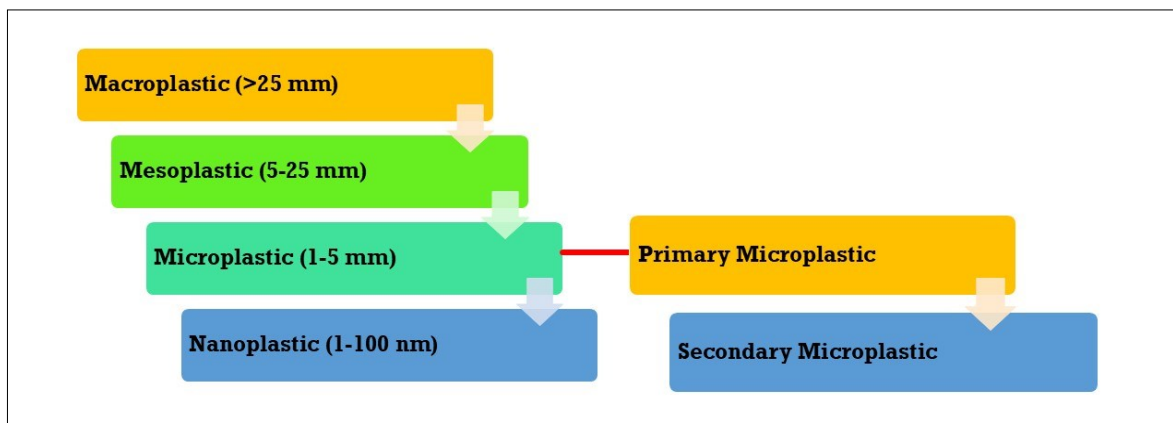 Macroplastic (>25 mm)
Mesoplastic (5-25 mm)
Microplastic (1-5 mm)
Primary Microplastic
Nanoplastic (1-100 nm)
Secondary Microplastic